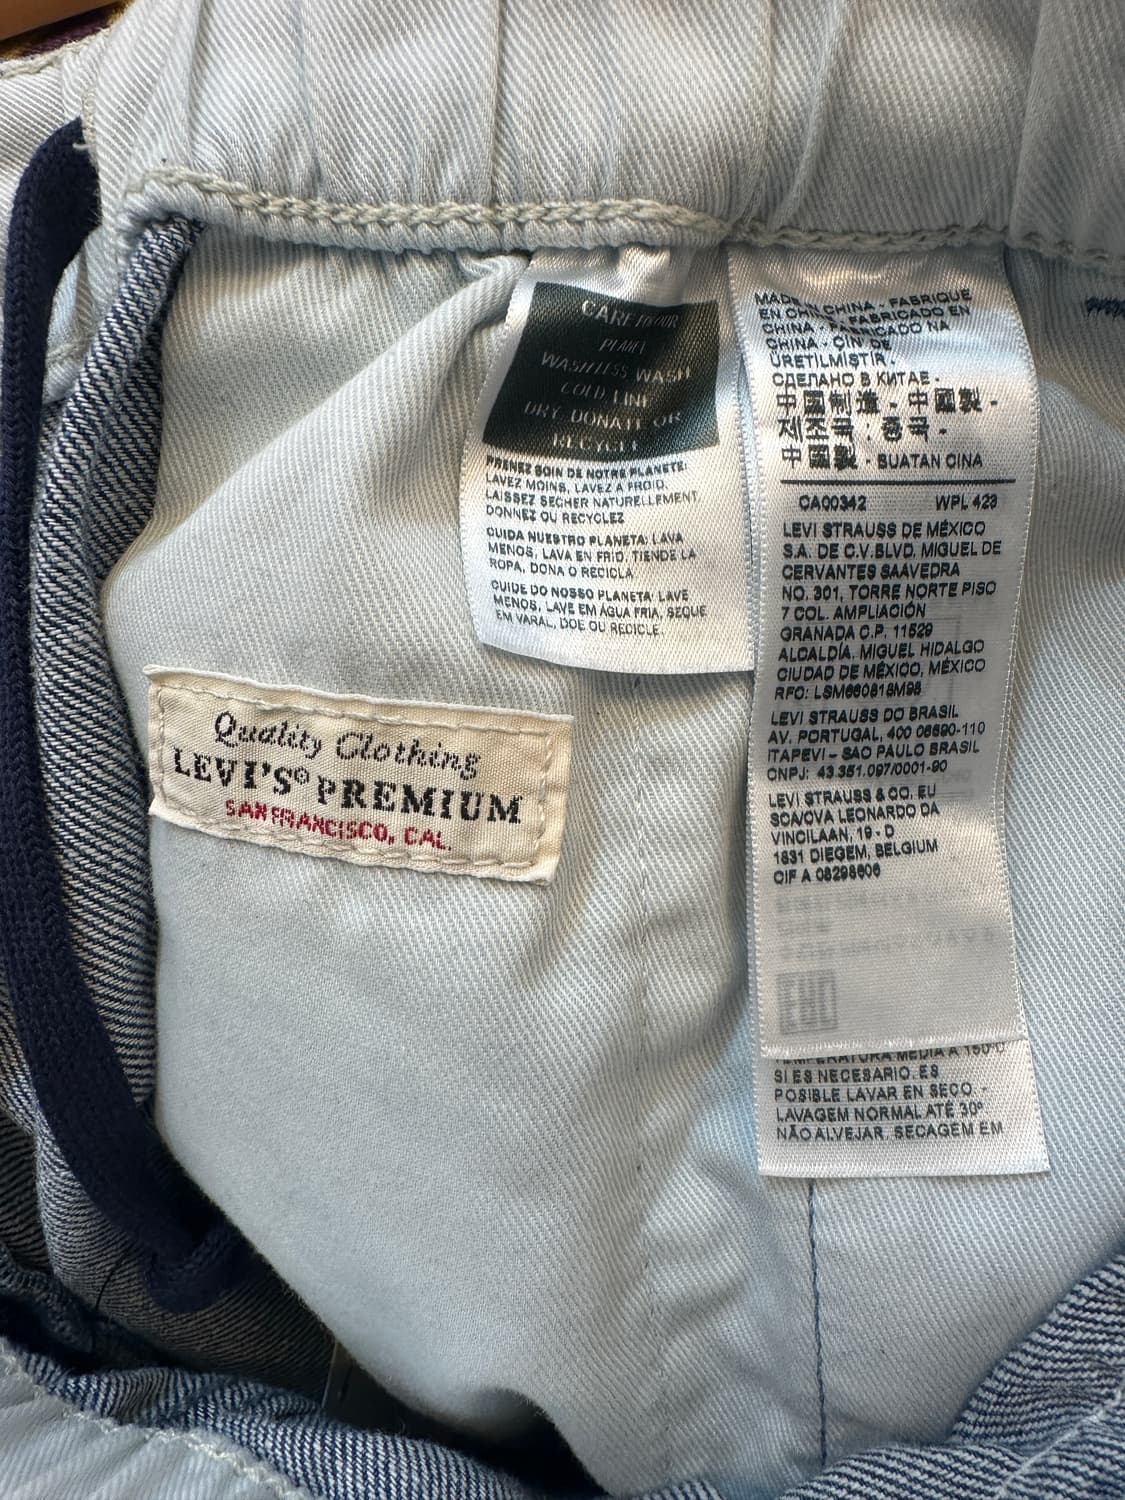 CARE FOR OUR
PLANET
WASH LESS, WASH
COLD, LINE
DRY, DONATE OR
RECYCLE
PRENEZ SOIN DE NOTRE PLANETE:
LAVEZ MOINS, LAVEZ A FROID,
LAISSEZ SECHER NATURELLEMENT,
DONNEZ OU RECYCLEZ
CUIDA NUESTRO PLANETA: LAVA
MENOS, LAVA EN FRIO, TIENDE LA
ROPA, DONA O RECICLA
CUIDE DO NOSSO PLANETA: LAVE
MENOS, LAVE EM ÁGUA FRIA, SEQUE
EM VARAL, DOE OU RECICLE.
Quality Clothing
LEVI'S® PREMIUM
SAN FRANCISCO, CAL.
MADE IN CHINA - FABRIQUE
EN CHINE - FABRICADO EN
CHINA - FABRICADO NA
CHINA - ÇIN'DE
ÜRETILMISTIR -
СДЕЛАНО В КИТАЕ -
中國制造 - 中國製 -
제조국 : 중국 -
中國製 - BUATAN CINA
CA00342 WPL 423
LEVI STRAUSS DE MÉXICO
S.A. DE C.V.BLVD. MIGUEL DE
CERVANTES SAAVEDRA
NO. 301, TORRE NORTE PISO
7 COL. AMPLIACIÓN
GRANADA C.P. 11529
ALCALDÍA. MIGUEL HIDALGO
CIUDAD DE MÉXICO, MÉXICO
RFC: LSM660818M98
LEVI STRAUSS DO BRASIL
AV. PORTUGAL, 400 06690-110
ITAPEVI - SAO PAULO BRASIL
CNPJ: 43.351.097/0001-90
LEVI STRAUSS & CO. EU
SCA/CVA LEONARDO DA
VINCILAAN, 19 - D
1831 DIEGEM, BELGIUM
CIF A 08298606
TEMPERATURA MEDIA A 150°C
SI ES NECESARIO. ES
POSIBLE LAVAR EN SECO -
LAVAGEM NORMAL ATÉ 30º
NÃO ALVEJAR, SECAGEM EM